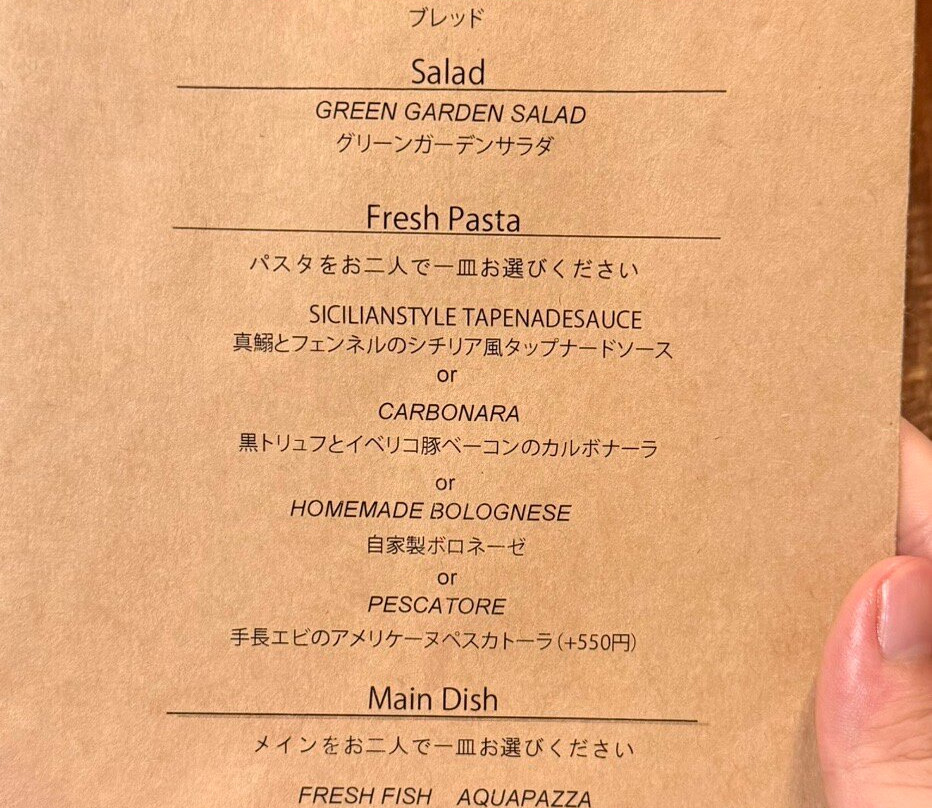 ブレッド
Salad
GREEN GARDEN SALAD
グリーンガーデンサラダ
Fresh Pasta
パスタをお二人で一皿お選びください
SICILIANSTYLE TAPENADESAUCE
真鰯とフェンネルのシチリア風タップナードソース
or
CARBONARA
黒トリュフとイベリコ豚ベーコンのカルボナーラ
or
HOMEMADE BOLOGNESE
自家製ボロネーゼ
or
PESCATORE
手長エビのアメリケーヌペスカトーラ(+550円)
Main Dish
メインをお二人で一皿お選びください
FRESH FISH AQUAPAZZA